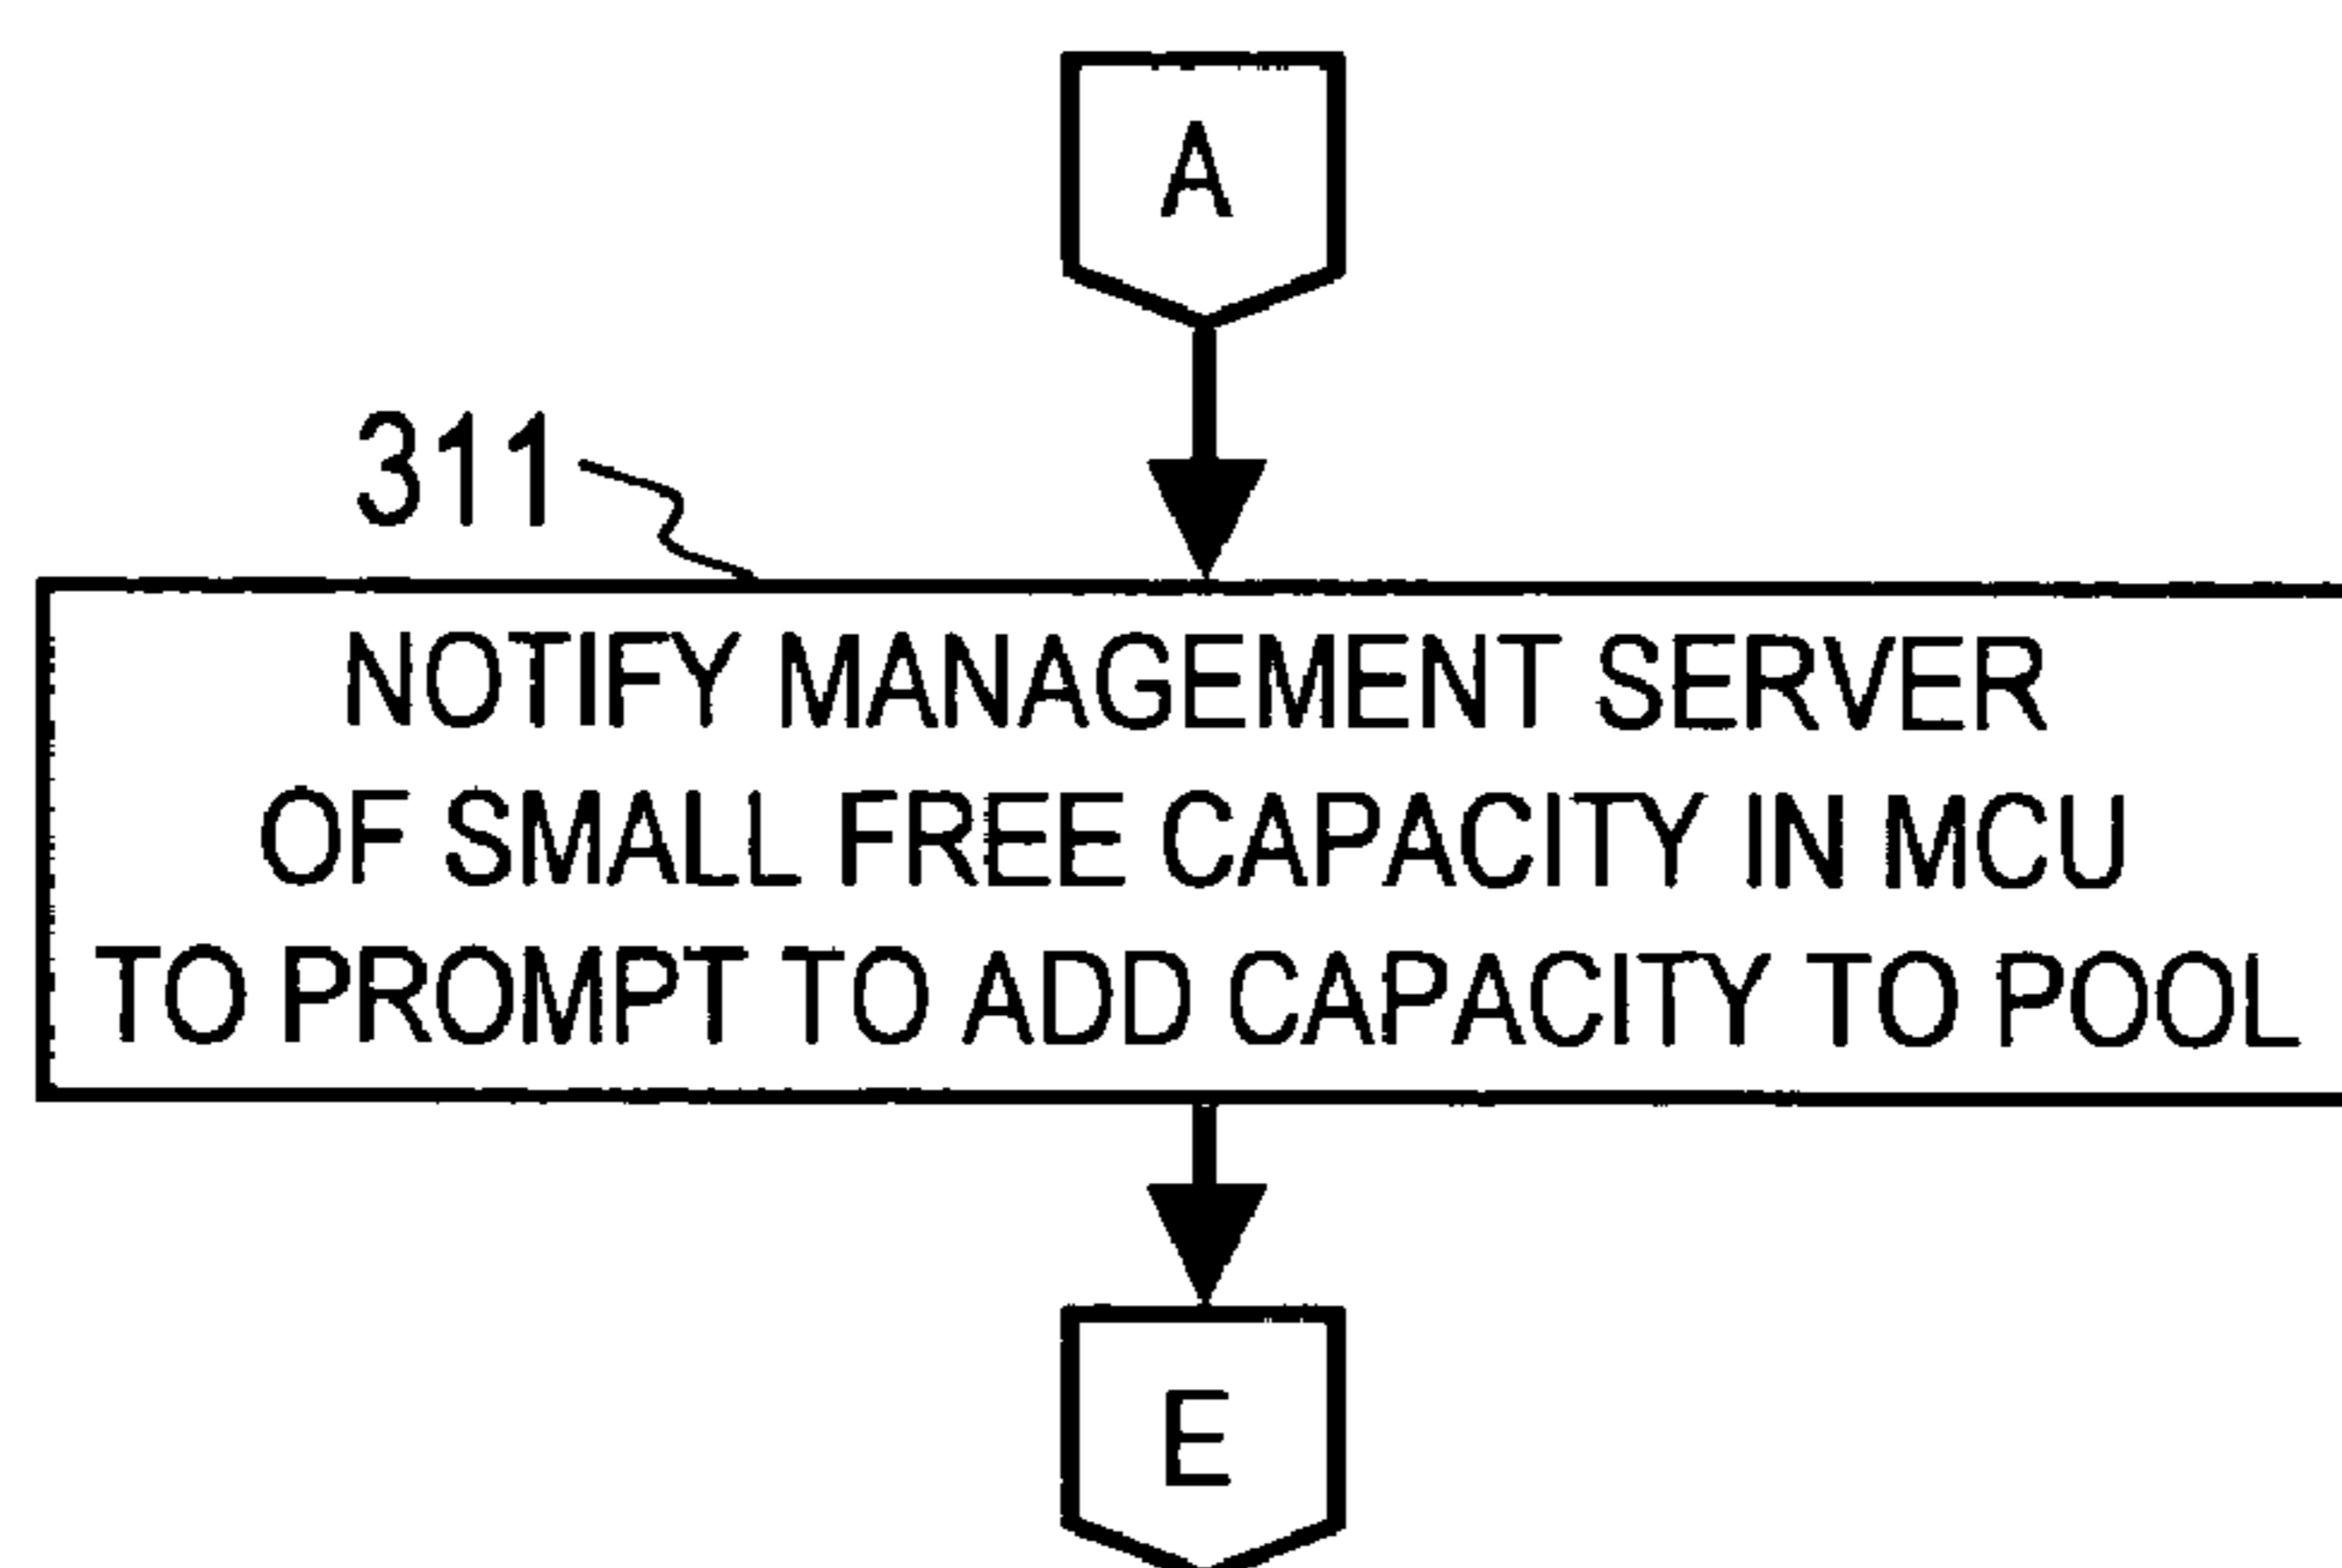 A
311
NOTIFY MANAGEMENT SERVER
OF SMALL FREE CAPACITY IN MCU
TO PROMPT TO ADD CAPACITY TO POOL
E